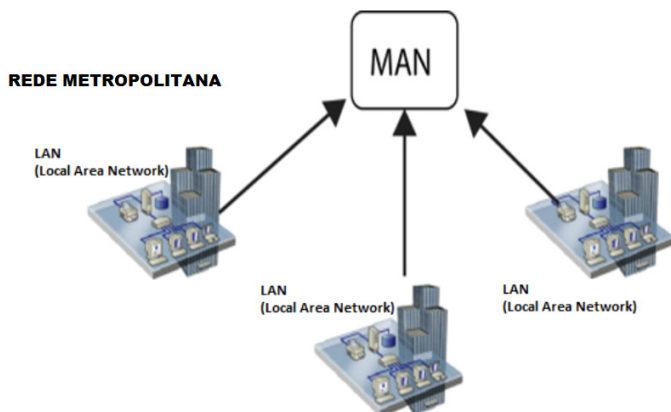 MAN
REDE METROPOLITANA
LAN
(Local Area Network)
LAN
(Local Area Network)
LAN
(Local Area Network)